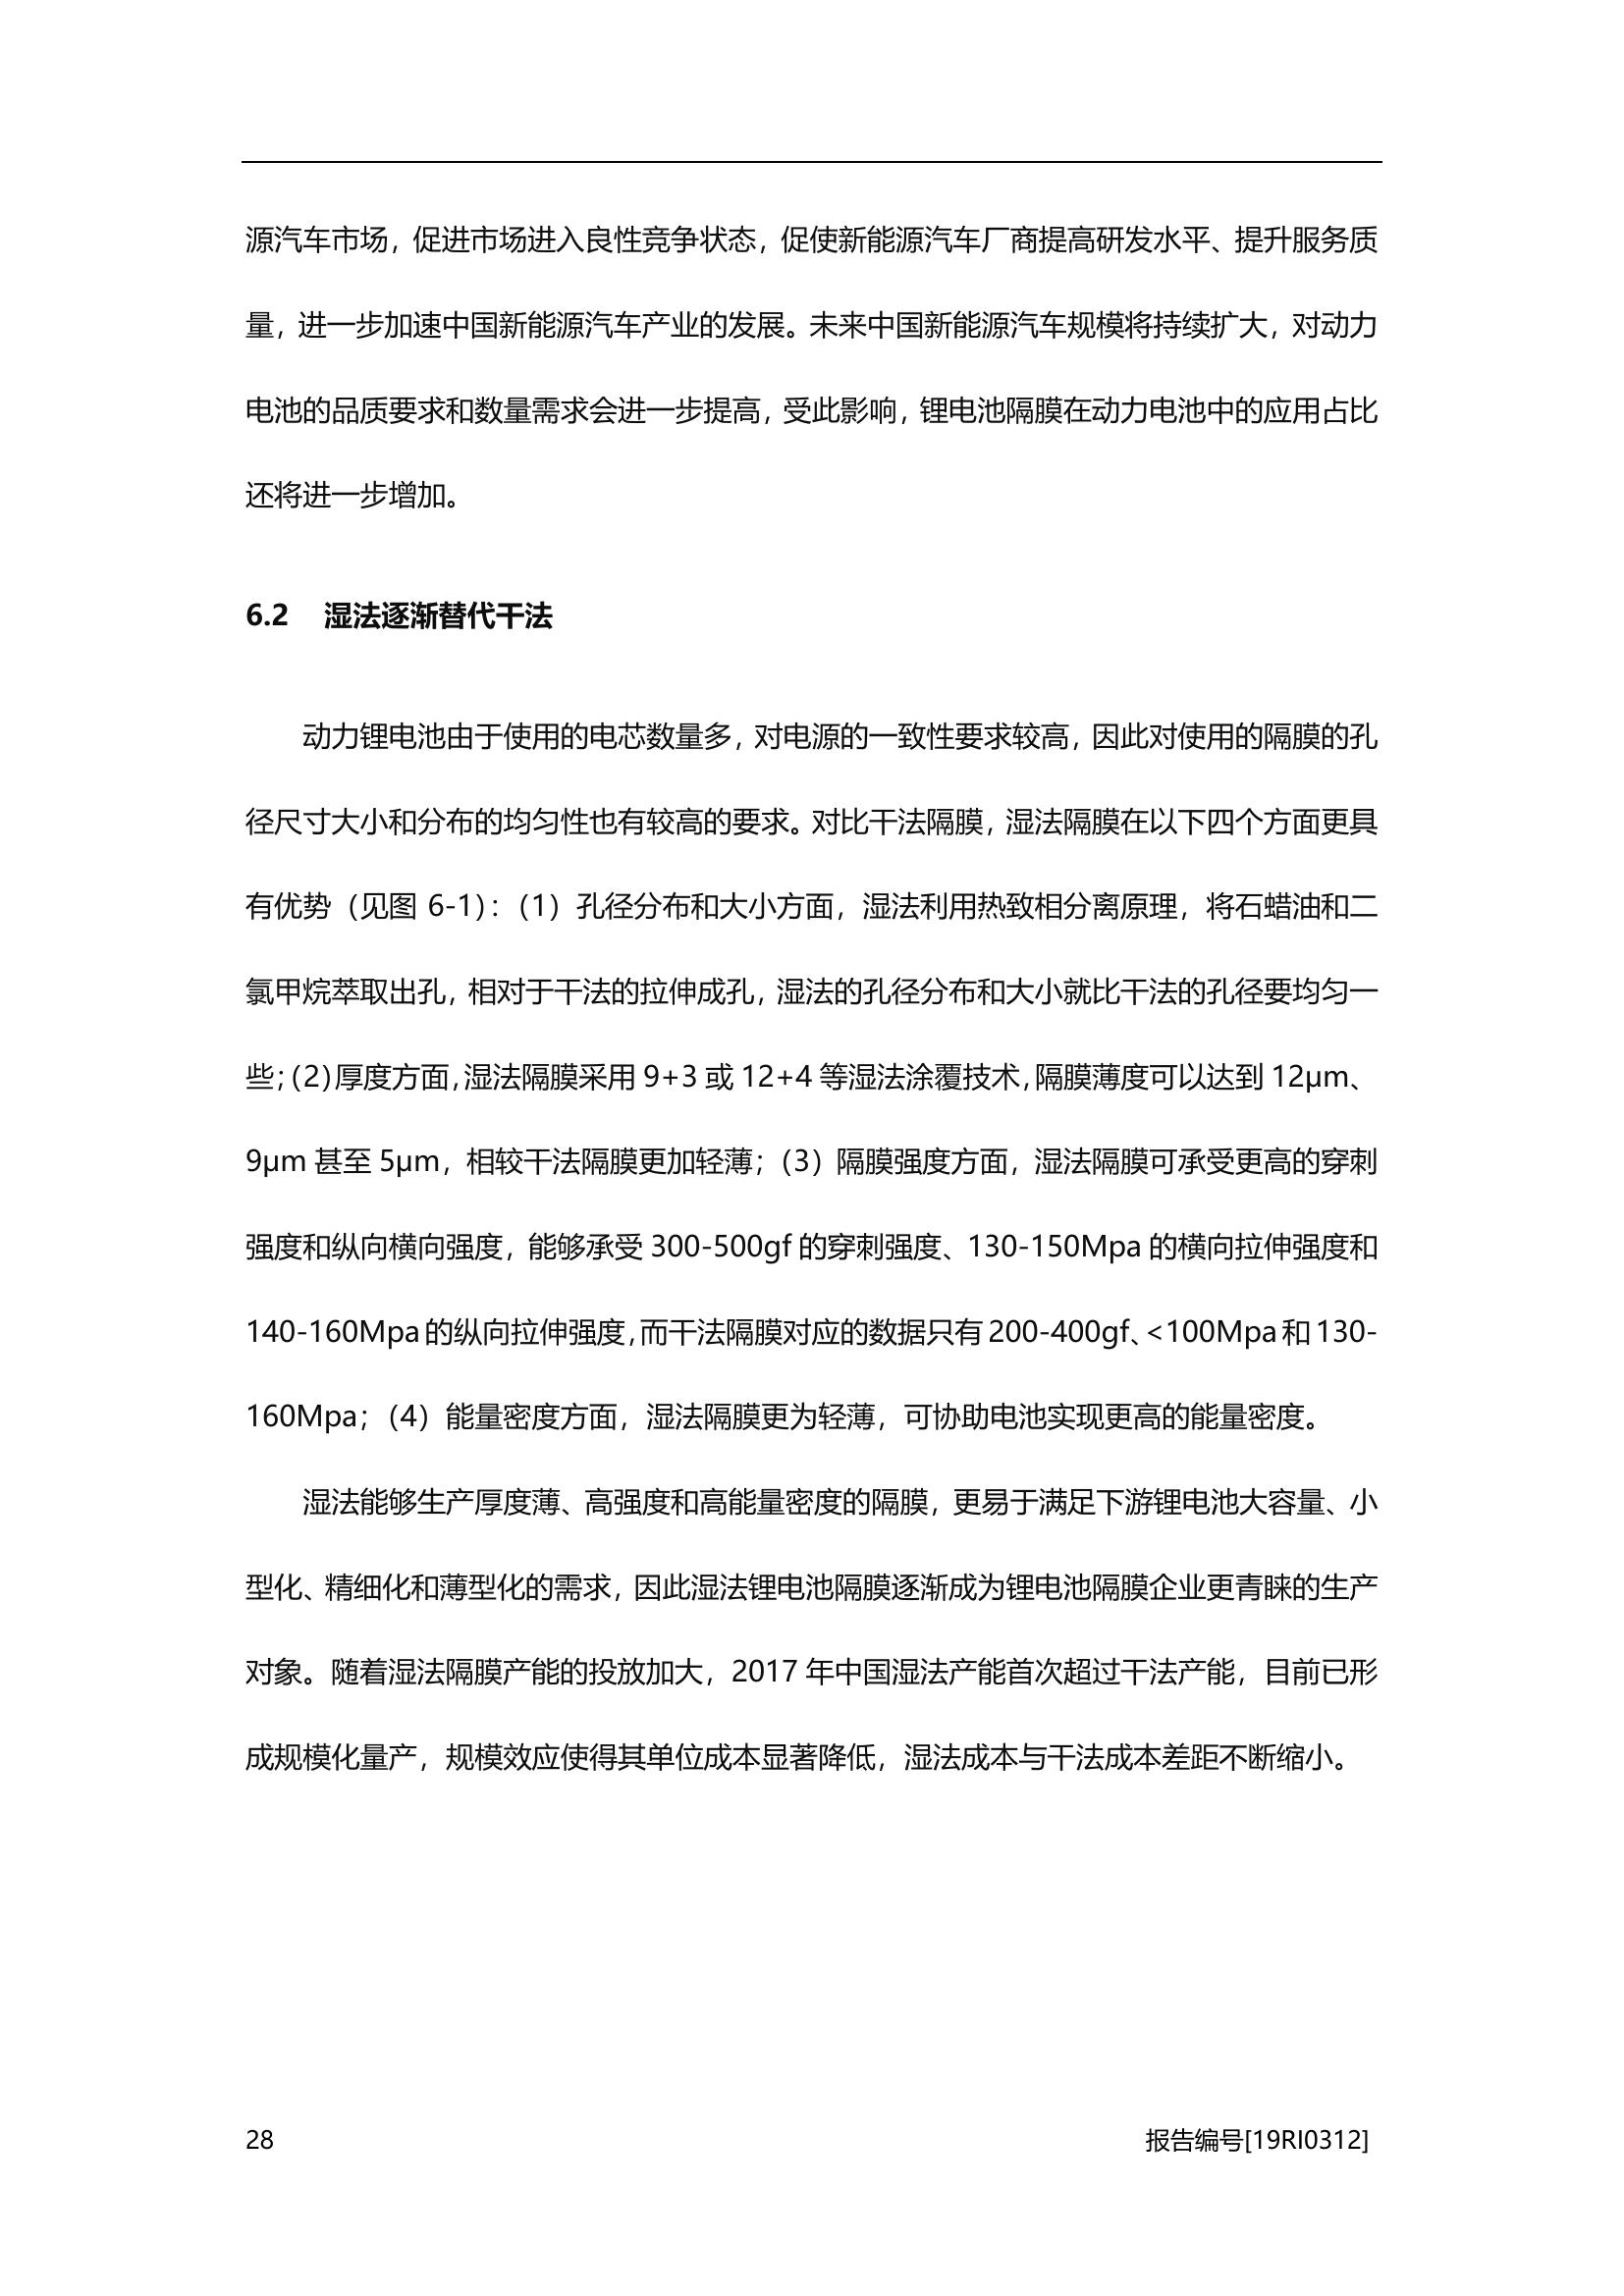 源汽车市场，促进市场进入良性竞争状态，促使新能源汽车厂商提高研发水平、提升服务质
量，进一步加速中国新能源汽车产业的发展。未来中国新能源汽车规模将持续扩大，对动力
电池的品质要求和数量需求会进一步提高，受此影响，锂电池隔膜在动力电池中的应用占比
还将进一步增加。
6.2 湿法逐渐替代干法
动力锂电池由于使用的电芯数量多，对电源的一致性要求较高，因此对使用的隔膜的孔
径尺寸大小和分布的均匀性也有较高的要求。对比干法隔膜，湿法隔膜在以下四个方面更具
有优势（见图 6-1）：（1）孔径分布和大小方面，湿法利用热致相分离原理，将石蜡油和二
氯甲烷萃取出孔，相对于干法的拉伸成孔，湿法的孔径分布和大小就比干法的孔径要均匀一
些；（2）厚度方面，湿法隔膜采用 9+3 或 12+4 等湿法涂覆技术，隔膜薄度可以达到 12μm、
9μm 甚至 5μm，相较干法隔膜更加轻薄；（3）隔膜强度方面，湿法隔膜可承受更高的穿刺
强度和纵向横向强度，能够承受 300-500gf 的穿刺强度、130-150Mpa 的横向拉伸强度和
140-160Mpa 的纵向拉伸强度，而干法隔膜对应的数据只有 200-400gf、<100Mpa 和 130-
160Mpa；（4）能量密度方面，湿法隔膜更为轻薄，可协助电池实现更高的能量密度。
湿法能够生产厚度薄、高强度和高能量密度的隔膜，更易于满足下游锂电池大容量、小
型化、精细化和薄型化的需求，因此湿法锂电池隔膜逐渐成为锂电池隔膜企业更青睐的生产
对象。随着湿法隔膜产能的投放加大，2017 年中国湿法产能首次超过干法产能，目前已形
成规模化量产，规模效应使得其单位成本显著降低，湿法成本与干法成本差距不断缩小。
28 报告编号[19RI0312]